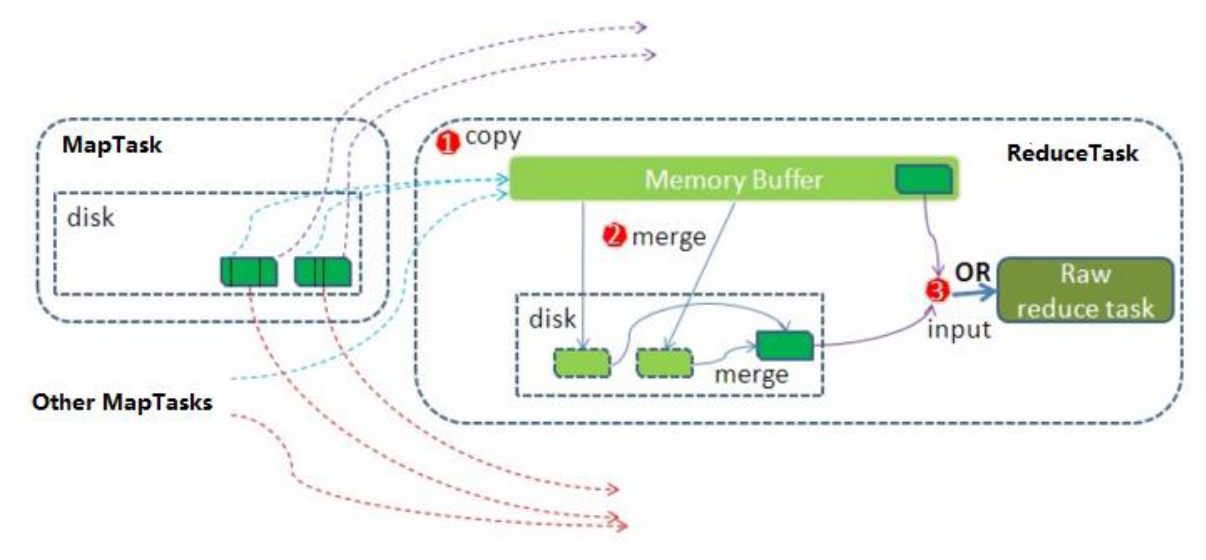 MapTask
disk
Other MapTasks
1 copy
ReduceTask
Memory Buffer
2 merge
disk
merge
3
OR
input
Raw
reduce task